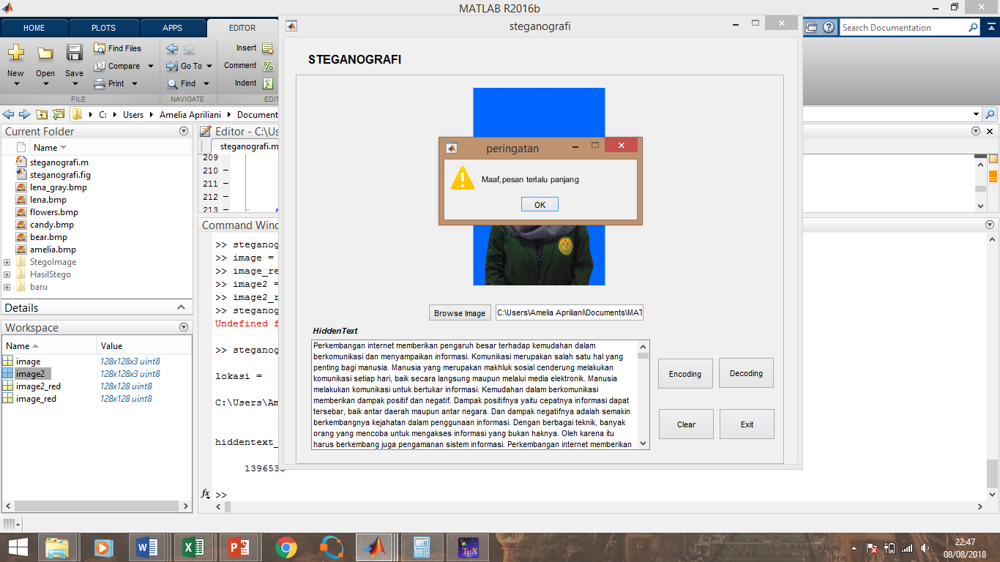 MATLAB R2016b
HOME
PLOTS
APPS
EDITOR
Search Documentation
New
Open
Save
Find Files
Compare
Print
FILE
Go To
Find
NAVIGATE
Insert
Comment
Indent
EDIT
C:
Users
Amelia Apriliani
Document
Current Folder
Name
steganografi.m
steganografi.fig
lena_gray.bmp
lena.bmp
flowers.bmp
candy.bmp
bear.bmp
amelia.bmp
StegoImage
HasilStego
baru
Details
Workspace
Name
Value
image
128x128x3 uint8
image2
128x128x3 uint8
image2_red
128x128 uint8
image_red
128x128 uint8
Editor - C:\Us
steganografi.m
209
210
211
212
213
e
Command Wind
>> steganog
>> image =
>> image_re
>> image2 =
>> image2_r
>> steganog
Undefined f
>> steganog
lokasi =
C:\Users\Am
hiddentext_
139653
fx >>
steganografi
STEGANOGRAFI
peringatan
Maaf,pesan terlalu panjang
OK
Browse Image
C:\Users\Amelia Apriliani\Documents\MAT
HiddenText
Perkembangan internet memberikan pengaruh besar terhadap kemudahan dalam
berkomunikasi dan menyampaikan informasi. Komunikasi merupakan salah satu hal yang
penting bagi manusia. Manusia yang merupakan makhluk sosial cenderung melakukan
komunikasi setiap hari, baik secara langsung maupun melalui media elektronik. Manusia
melakukan komunikasi untuk bertukar informasi. Kemudahan dalam berkomunikasi
memberikan dampak positif dan negatif. Dampak positifnya yaitu cepatnya informasi dapat
tersebar, baik antar daerah maupun antar negara. Dan dampak negatifnya adalah semakin
berkembangnya kejahatan dalam penggunaan informasi. Dengan berbagai teknik, banyak
orang yang mencoba untuk mengakses informasi yang bukan haknya. Oleh karena itu
harus berkembang juga pengamanan sistem informasi. Perkembangan internet memberikan
Encoding
Decoding
Clear
Exit
22:47
08/08/2018